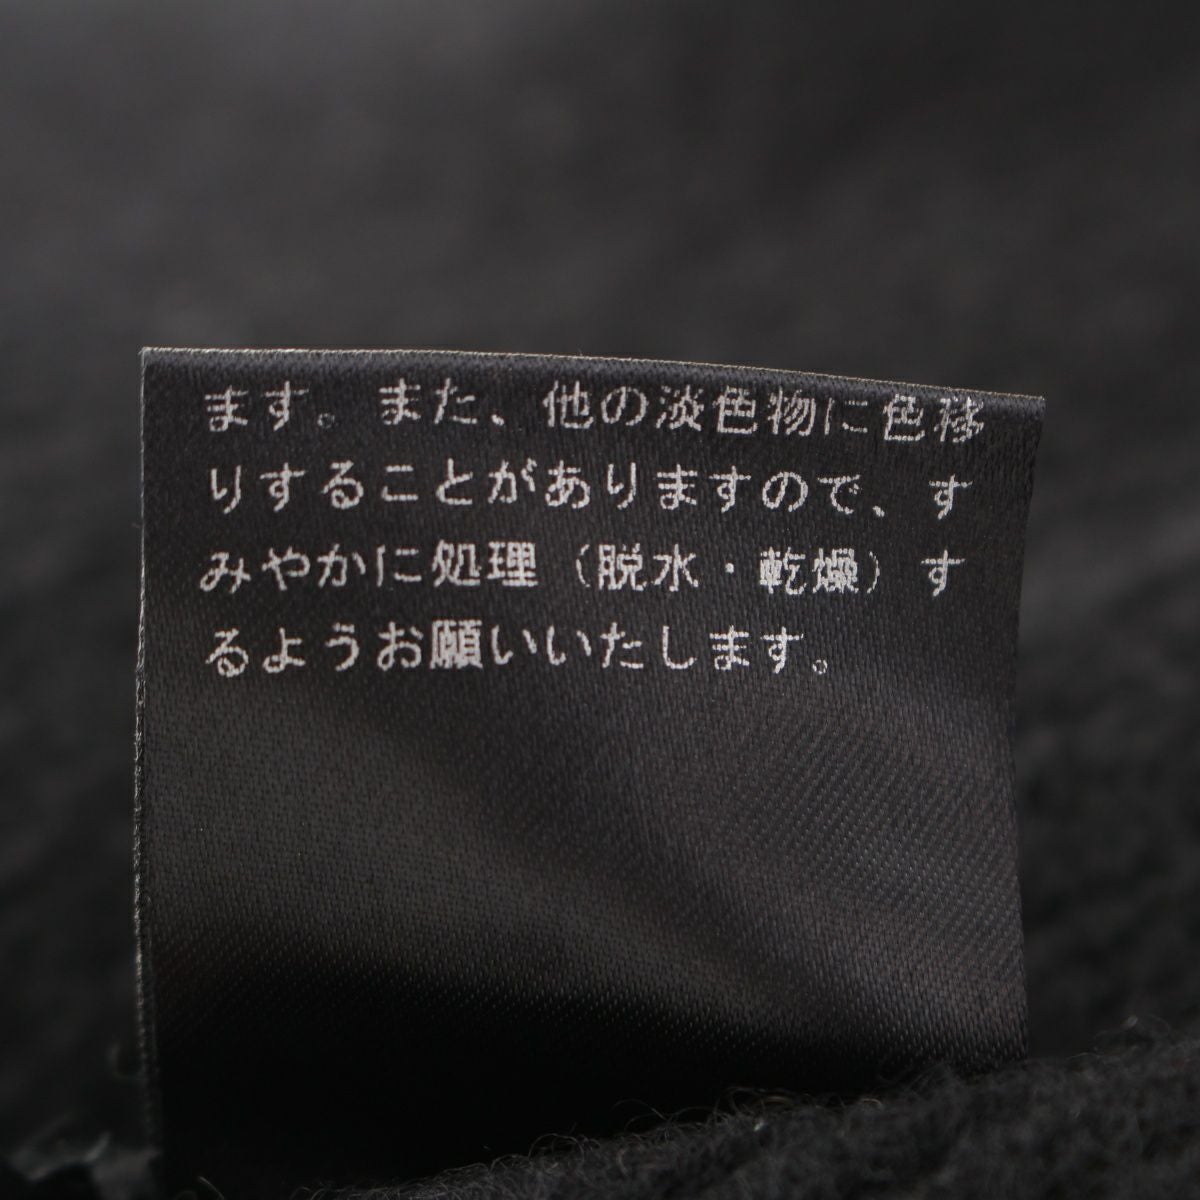 ます。また、他の淡色物に色移
りすることがありますので、す
みやかに処理（脱水・乾燥）す
るようお願いいたします。